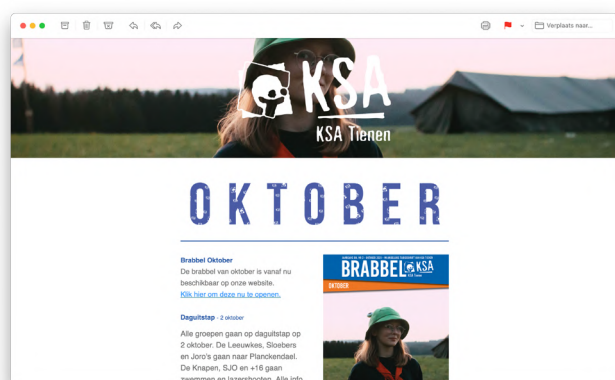 Verplaats naar...
KSA
KSA Tienen
OKTOBER
Brabbel Oktober
De brabbel van oktober is vanaf nu
beschikbaar op onze website.
Klik hier om deze nu te openen.
Daguitstap - 2 oktober
Alle groepen gaan op daguitstap op
2 oktober. De Leeuwkes, Sloebers
en Joro's gaan naar Planckendael.
De Knapen, SJO en +16 gaan
zwemmen en lazershooten. Alle info
BRABBEL KSA
OKTOBER